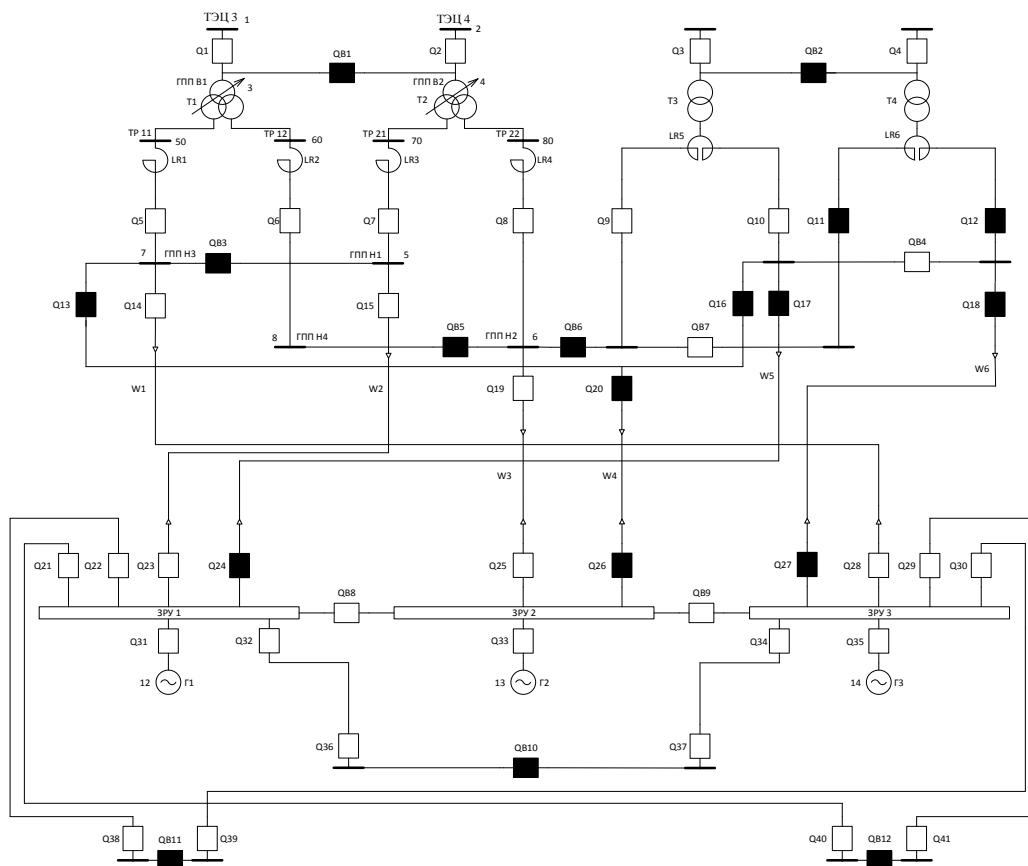 ТЭЦ 3 1
ТЭЦ 4 2
Q1
QB1
Q2
Q3
QB2
Q4
ГПП В1
3
T1
ГПП В2
4
T2
T3
T4
ТР 11
50
ТР 12
60
ТР 21
70
ТР 22
80
LR1
LR2
LR3
LR4
LR5
LR6
Q5
Q6
Q7
Q8
Q9
Q10
Q11
Q12
7
ГПП Н3
QB3
ГПП Н1
5
QB4
Q13
Q14
Q15
Q16
Q17
Q18
8
ГПП Н4
QB5
ГПП Н2
6
QB6
QB7
W1
W2
Q19
Q20
W5
W6
W3
W4
Q21
Q22
Q23
Q24
Q25
Q26
Q27
Q28
Q29
Q30
ЗРУ 1
QB8
ЗРУ 2
QB9
ЗРУ 3
Q31
Q32
Q33
Q34
Q35
12
Г1
13
Г2
14
Г3
Q36
QB10
Q37
Q38
QB11
Q39
Q40
QB12
Q41